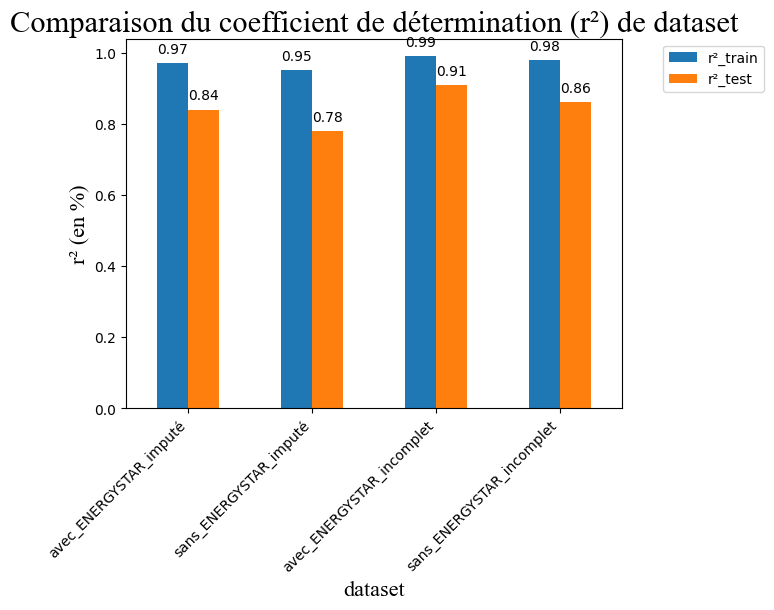 Comparaison du coefficient de détermination (r²) de dataset
r²_train
r²_test
r² (en %)
1.0
0.8
0.6
0.4
0.2
0.0
0.97
0.84
0.95
0.78
0.99
0.91
0.98
0.86
avec_ENERGYSTAR_imputé
sans_ENERGYSTAR_imputé
avec_ENERGYSTAR_incomplet
sans_ENERGYSTAR_incomplet
dataset